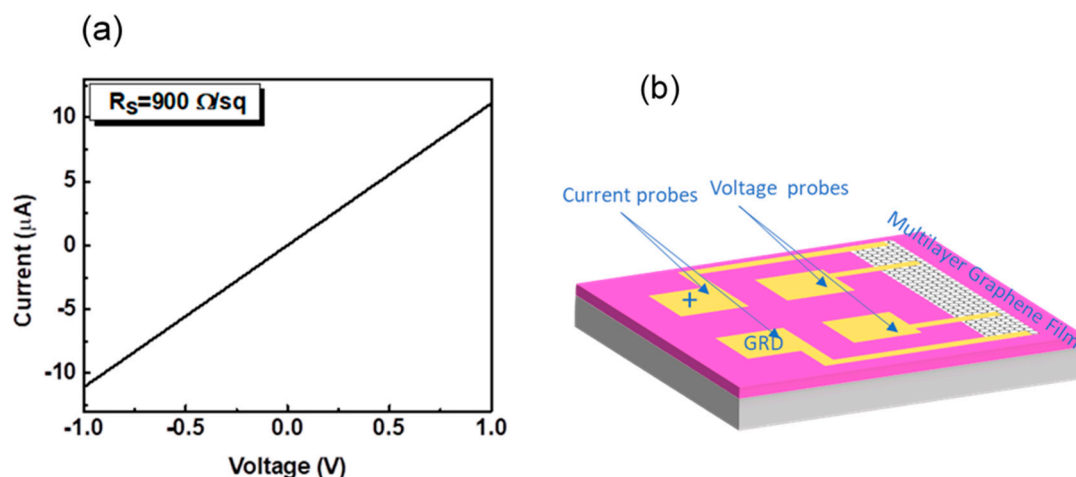 (a)
R_S=900 Ω/sq
10
5
0
-5
-10
Current (μA)
-1.0
-0.5
0.0
0.5
1.0
Voltage (V)
(b)
Current probes
Voltage probes
+
GRD
Multilayer Graphene Film